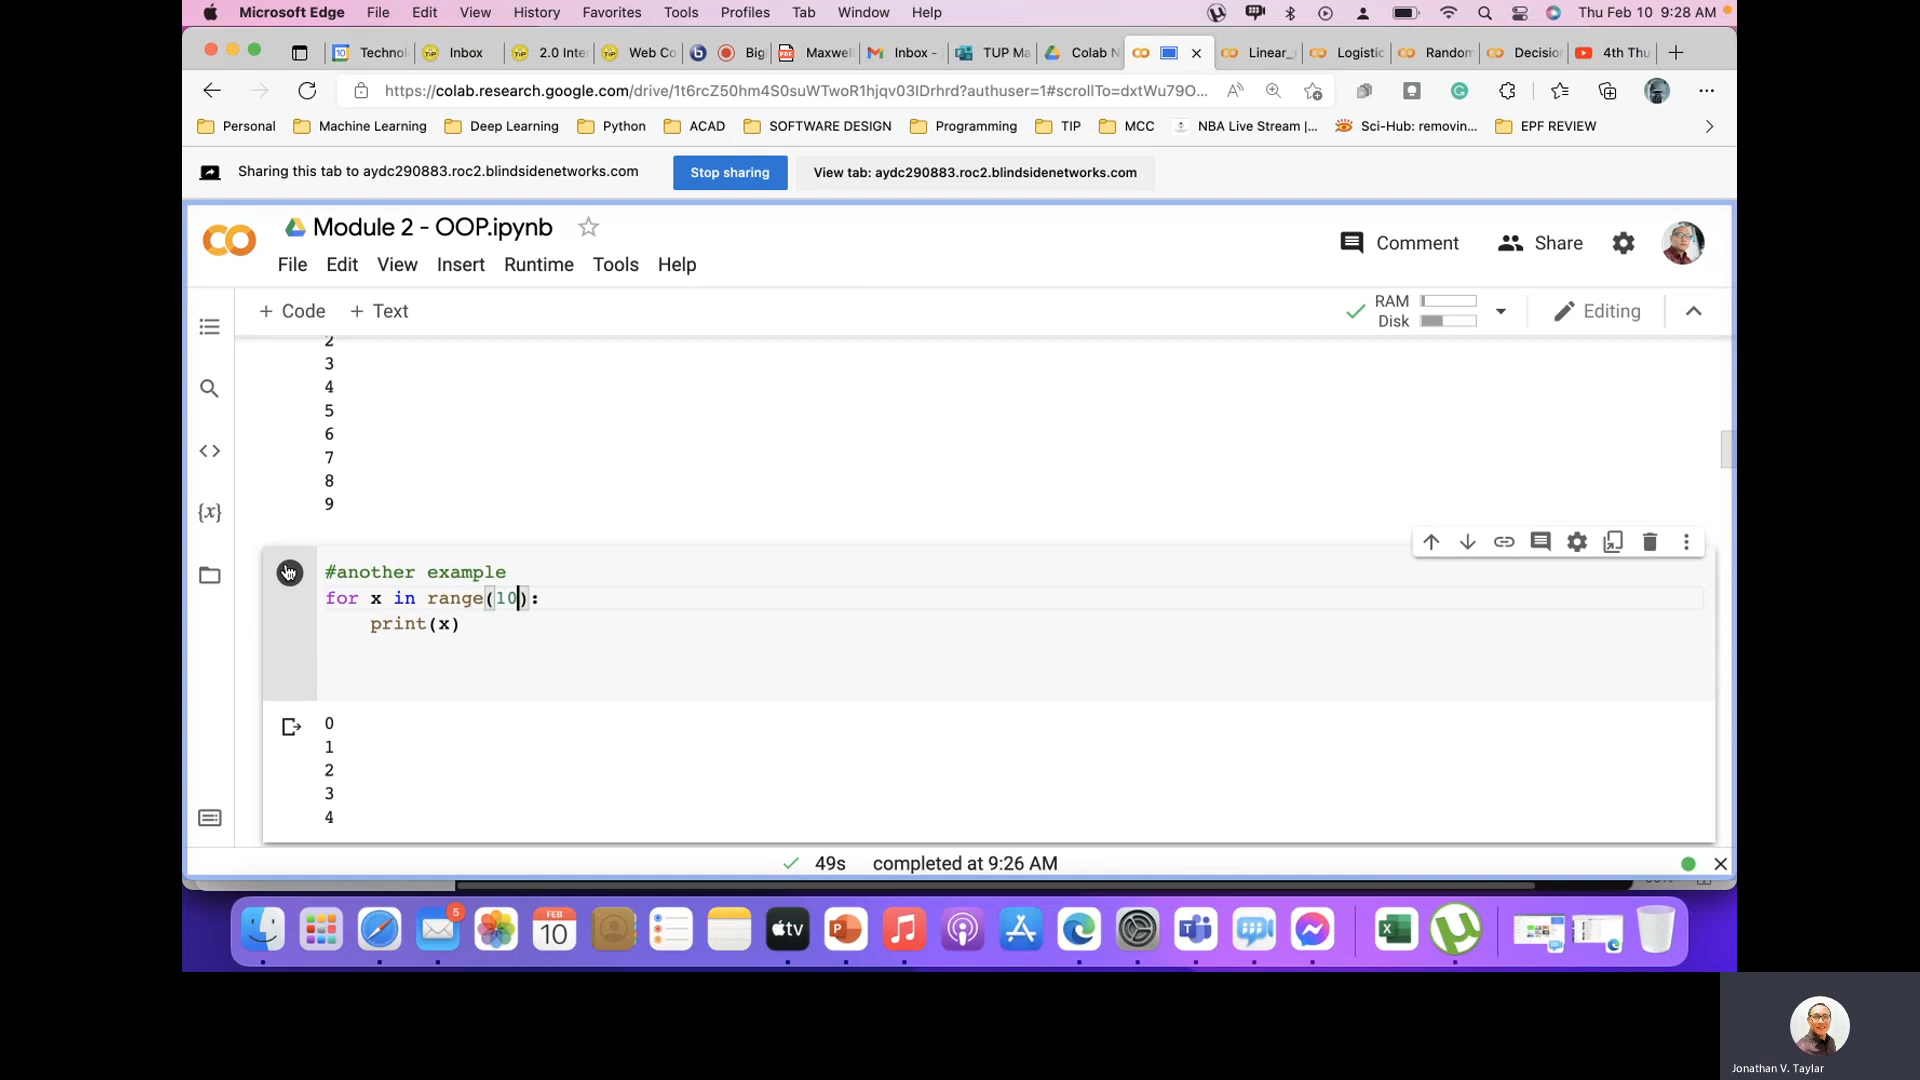 Microsoft Edge File Edit View History Favorites Tools Profiles Tab Window Help Thu Feb 10 9:28 AM
Technol Inbox 2.0 Inte Web Co Big Maxwel Inbox - TUP Ma Colab N Linear_ Logistic Random Decision 4th Thu
https://colab.research.google.com/drive/1t6rcZ50hm4S0suWTwoR1hjqv03IDrhrd?authuser=1#scrollTo=dxtWu79O...
Personal Machine Learning Deep Learning Python ACAD SOFTWARE DESIGN Programming TIP MCC NBA Live Stream |... Sci-Hub: removin... EPF REVIEW
Sharing this tab to aydc290883.roc2.blindsidenetworks.com Stop sharing View tab: aydc290883.roc2.blindsidenetworks.com
Module 2 - OOP.ipynb
Comment Share
File Edit View Insert Runtime Tools Help
+ Code + Text
RAM
Disk
Editing
2
3
4
5
6
7
8
9
#another example
for x in range(10):
print(x)
0
1
2
3
4
49s completed at 9:26 AM
5
FEB
10
tv
Jonathan V. Taylor